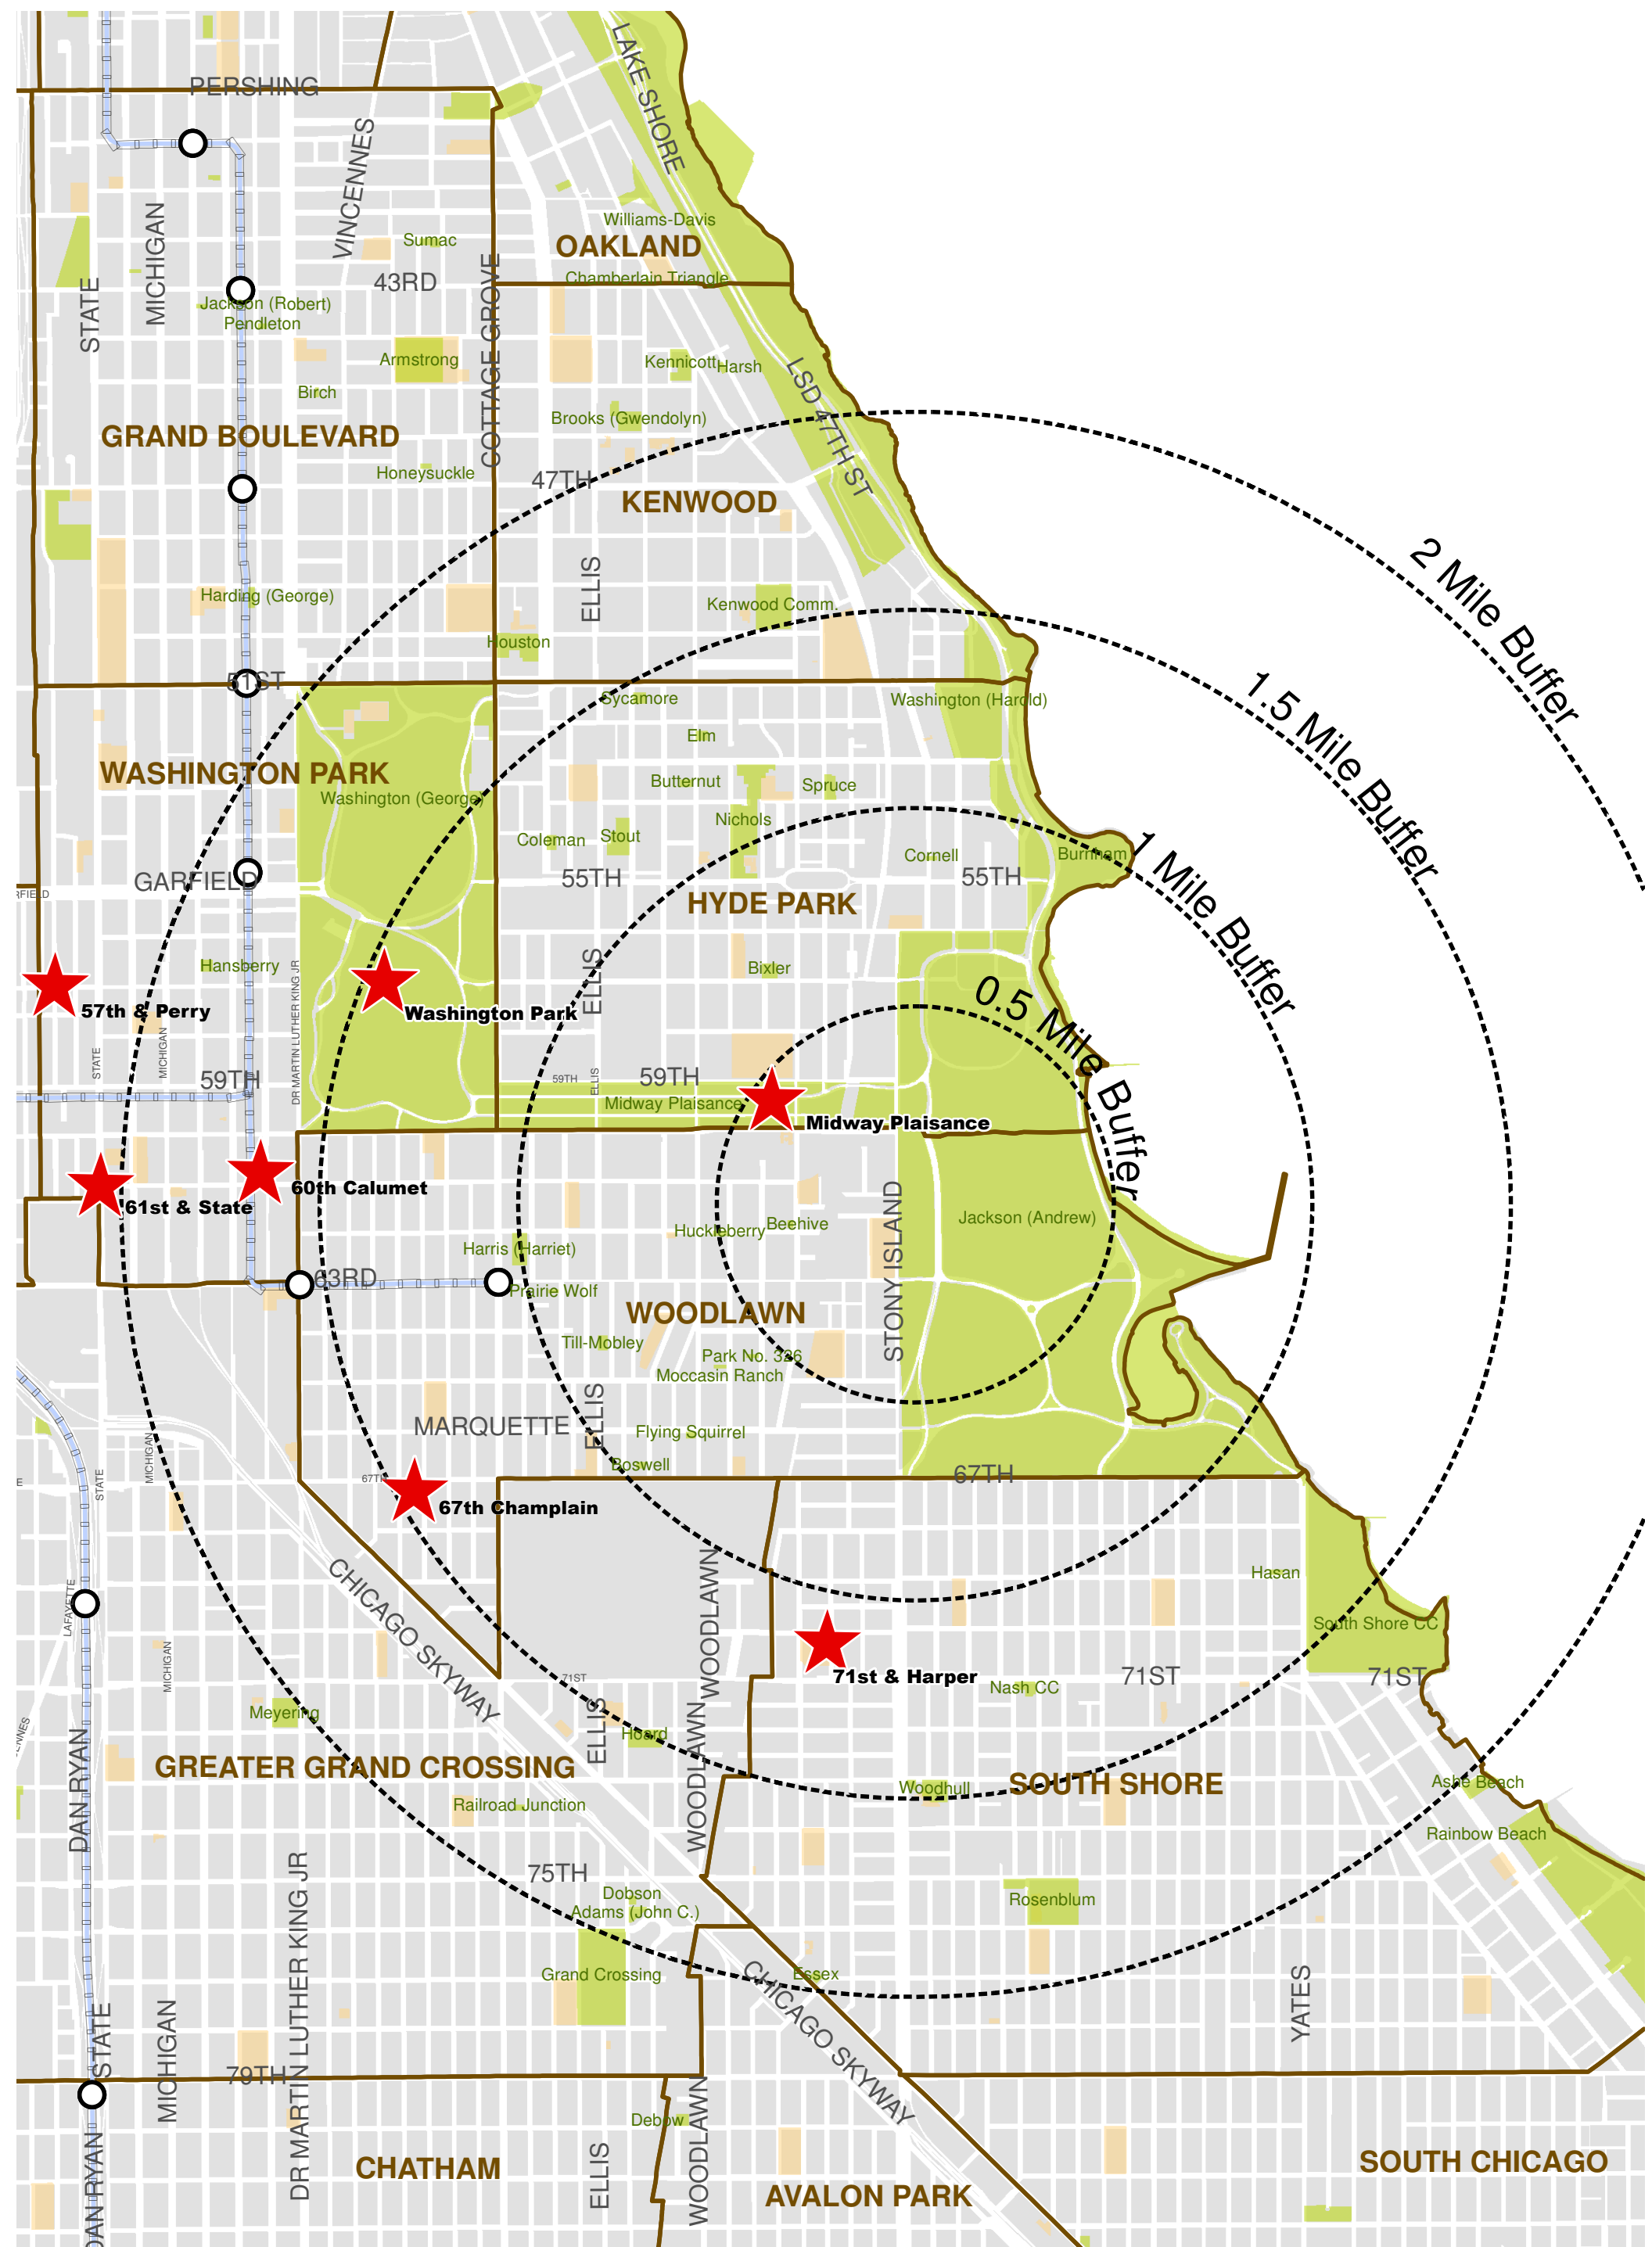 PERSHING
LAKE SHORE
VINCENNES
Williams-Davis
MICHIGAN
Sumac
OAKLAND
STATE
43RD
COTTAGE GROVE
Chamberlain Triangle
Jackson (Robert)
Pendleton
Armstrong
Kennicott
Harsh
Birch
LSD 47TH ST
Brooks (Gwendolyn)
GRAND BOULEVARD
Honeysuckle
47TH
KENWOOD
2 Mile Buffer
ELLIS
Harding (George)
Kenwood Comm.
Houston
51ST
Sycamore
Washington (Harold)
1.5 Mile Buffer
Elm
WASHINGTON PARK
Washington (George)
Butternut
Spruce
Nichols
Coleman
Stout
Cornell
Burnham
1 Mile Buffer
GARFIELD
RFIELD
55TH
55TH
HYDE PARK
Hansberry
ELLIS
Bixler
0.5 Mile Buffer
57th & Perry
Washington Park
DR MARTIN LUTHER KING JR
STATE
MICHIGAN
59TH
59TH
ELLIS
59TH
Midway Plaisance
Midway Plaisance
60th Calumet
61st & State
STONY ISLAND
Huckleberry
Beehive
Jackson (Andrew)
Harris (Harriet)
63RD
Prairie Wolf
WOODLAWN
Till-Mobley
Park No. 326
Moccasin Ranch
ELLIS
MARQUETTE
Flying Squirrel
MICHIGAN
Boswell
67TH
67TH
E
STATE
67th Champlain
CHICAGO SKYWAY
WOODLAWN
Hasan
LAFAYETTE
South Shore CC
MICHIGAN
71st & Harper
71ST
71ST
71ST
Nash CC
Meyering
ELLIS
Hoard
WOODLAWN
ENNES
DAN RYAN
GREATER GRAND CROSSING
Woodhull
SOUTH SHORE
Ashe Beach
Railroad Junction
Rainbow Beach
75TH
DR MARTIN LUTHER KING JR
Dobson
Adams (John C.)
Rosenblum
Grand Crossing
Essex
CHICAGO SKYWAY
YATES
STATE
MICHIGAN
79TH
Debow
WOODLAWN
DAN RYAN
ELLIS
CHATHAM
SOUTH CHICAGO
AVALON PARK